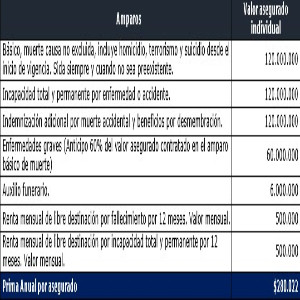 Amparos
Valor asegurado
individual
Básico, muerte causa no excluida, incluye homicidio, terrorismo y suicidio desde el
inicio de vigencia. Sida siempre y cuando no sea preexistente.
120.000.000
Incapacidad total y permanente por enfermedad o accidente.
120.000.000
Indemnización adicional por muerte accidental y beneficios por desmembración.
120.000.000
Enfermedades graves (Anticipo 60% del valor asegurado contratado en el amparo
básico de muerte)
60.000.000
Auxilio funerario.
6.000.000
Renta mensual de libre destinación por fallecimiento por 12 meses. Valor mensual.
500.000
Renta mensual de libre destinación por incapacidad total y permanente por 12
meses. Valor mensual.
500.000
Prima Anual por asegurado
$280.022